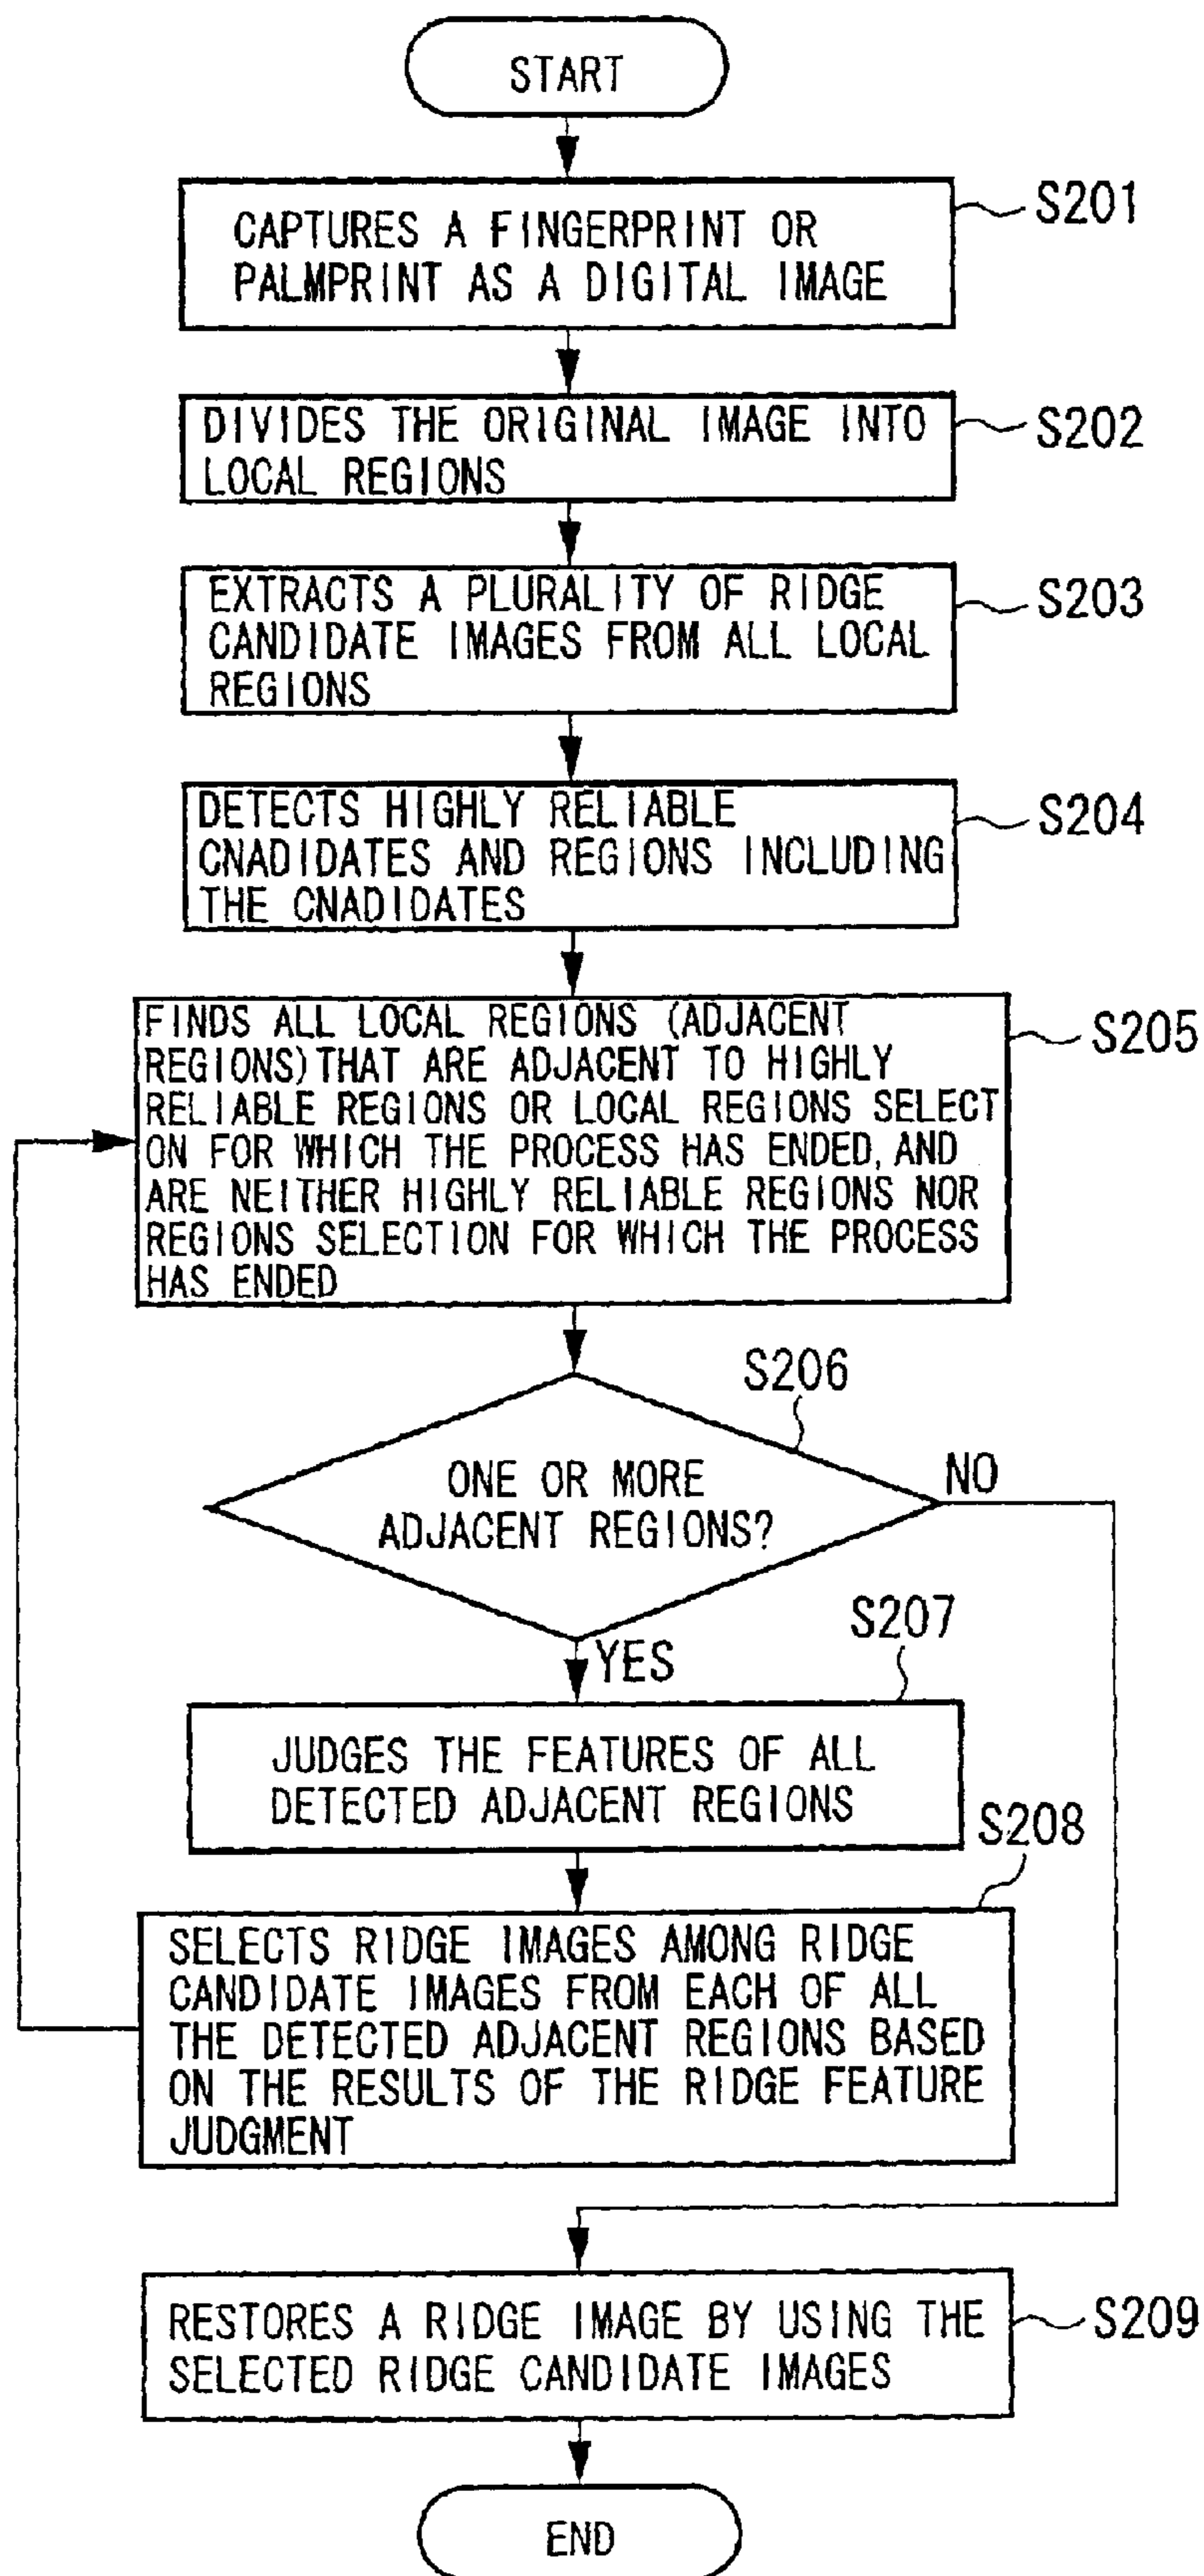 START
CAPTURES A FINGERPRINT OR
PALMPRINT AS A DIGITAL IMAGE
S201
DIVIDES THE ORIGINAL IMAGE INTO
LOCAL REGIONS
S202
EXTRACTS A PLURALITY OF RIDGE
CANDIDATE IMAGES FROM ALL LOCAL
REGIONS
S203
DETECTS HIGHLY RELIABLE
CNADIDATES AND REGIONS INCLUDING
THE CNADIDATES
S204
FINDS ALL LOCAL REGIONS (ADJACENT
REGIONS) THAT ARE ADJACENT TO HIGHLY
RELIABLE REGIONS OR LOCAL REGIONS SELECT
ON FOR WHICH THE PROCESS HAS ENDED, AND
ARE NEITHER HIGHLY RELIABLE REGIONS NOR
REGIONS SELECTION FOR WHICH THE PROCESS
HAS ENDED
S205
S206
ONE OR MORE
ADJACENT REGIONS?
NO
YES
S207
JUDGES THE FEATURES OF ALL
DETECTED ADJACENT REGIONS
S208
SELECTS RIDGE IMAGES AMONG RIDGE
CANDIDATE IMAGES FROM EACH OF ALL
THE DETECTED ADJACENT REGIONS BASED
ON THE RESULTS OF THE RIDGE FEATURE
JUDGMENT
RESTORES A RIDGE IMAGE BY USING THE
SELECTED RIDGE CANDIDATE IMAGES
S209
END